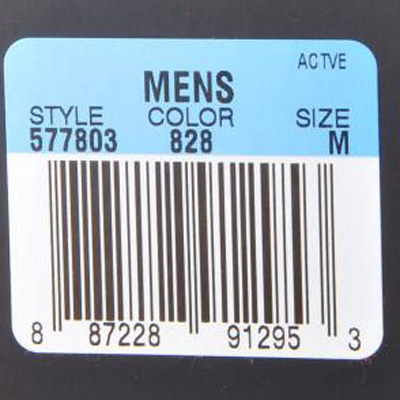 ACTVE
MENS
STYLE COLOR SIZE
577803 828 M
8 87228 91295 3